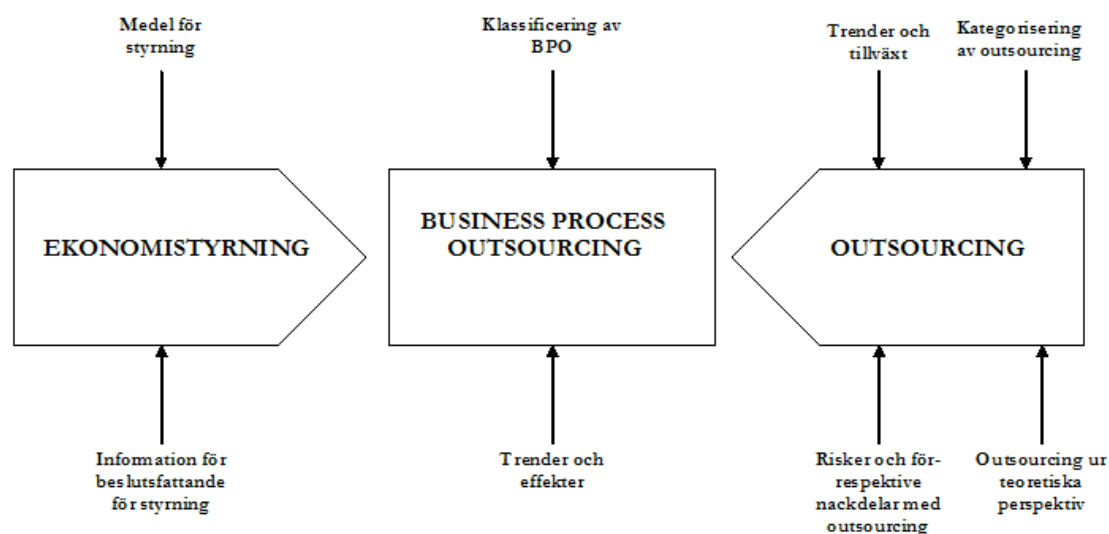 Medel för
styrning
Klassificering av
BPO
Trender och
tillväxt
Kategorisering
av outsourcing
EKONOMISTYRNING
BUSINESS PROCESS
OUTSOURCING
OUTSOURCING
Information för
beslutsfattande
för styrning
Trender och
effekter
Risker och för-
respektive
nackdelar med
outsourcing
Outsourcing ur
teoretiska
perspektiv